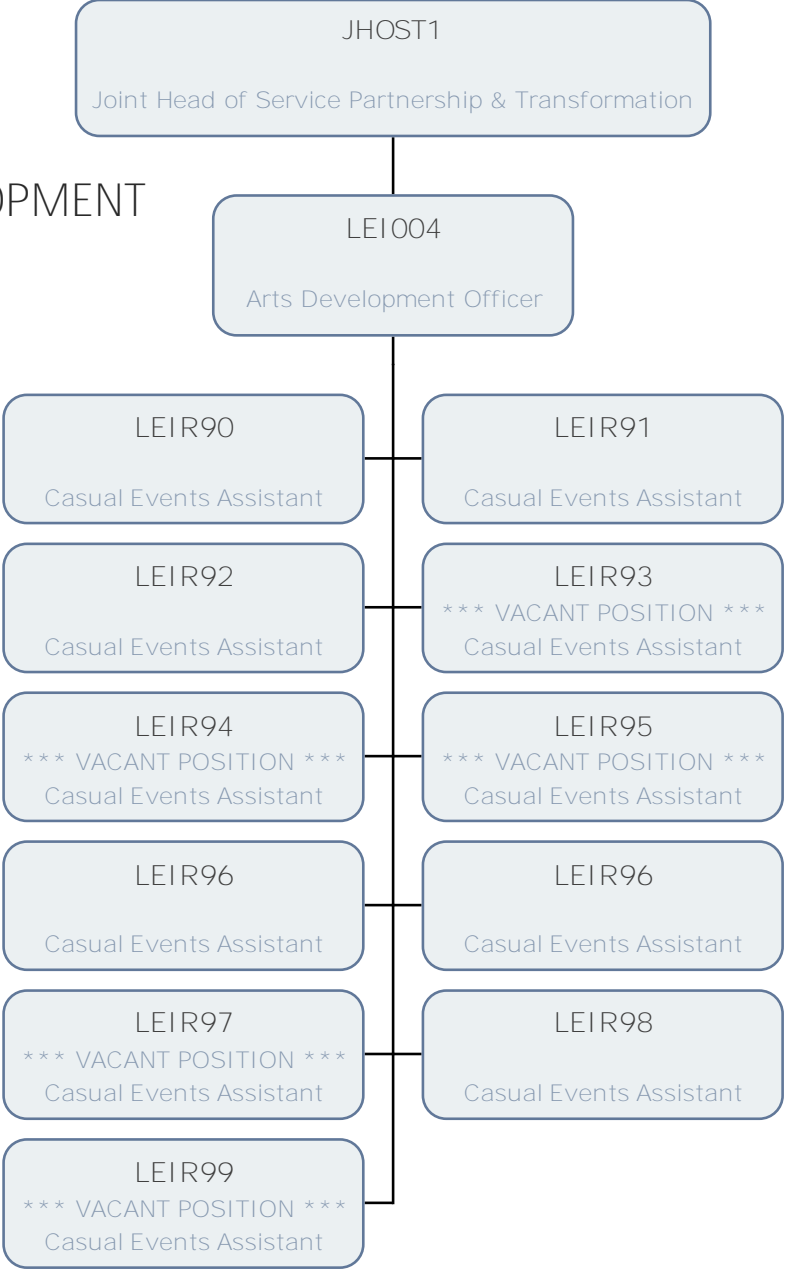 JHOST1
Joint Head of Service Partnership & Transformation
OPMENT
LEI004
Arts Development Officer
LEIR90
Casual Events Assistant
LEIR91
Casual Events Assistant
LEIR92
Casual Events Assistant
LEIR93
*** VACANT POSITION ***
Casual Events Assistant
LEIR94
*** VACANT POSITION ***
Casual Events Assistant
LEIR95
*** VACANT POSITION ***
Casual Events Assistant
LEIR96
Casual Events Assistant
LEIR96
Casual Events Assistant
LEIR97
*** VACANT POSITION ***
Casual Events Assistant
LEIR98
Casual Events Assistant
LEIR99
*** VACANT POSITION ***
Casual Events Assistant